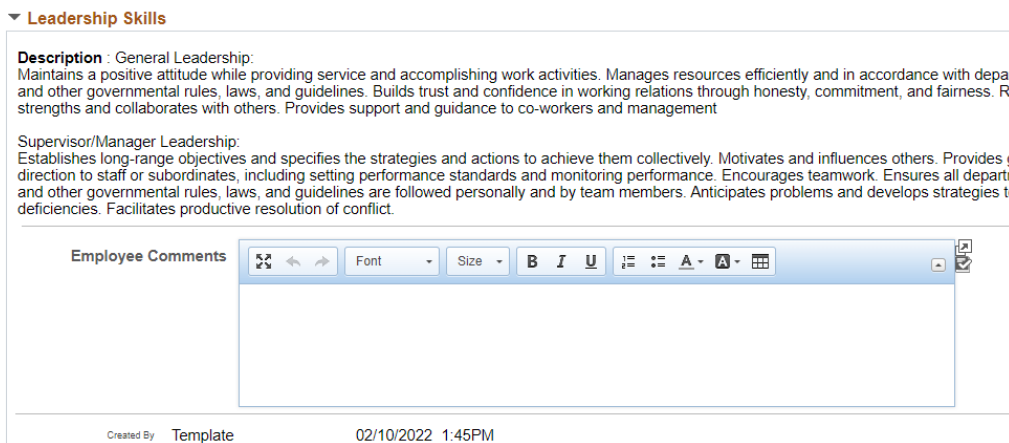 Leadership Skills
Description : General Leadership:
Maintains a positive attitude while providing service and accomplishing work activities. Manages resources efficiently and in accordance with depa
and other governmental rules, laws, and guidelines. Builds trust and confidence in working relations through honesty, commitment, and fairness. R
strengths and collaborates with others. Provides support and guidance to co-workers and management
Supervisor/Manager Leadership:
Establishes long-range objectives and specifies the strategies and actions to achieve them collectively. Motivates and influences others. Provides
direction to staff or subordinates, including setting performance standards and monitoring performance. Encourages teamwork. Ensures all depart
and other governmental rules, laws, and guidelines are followed personally and by team members. Anticipates problems and develops strategies t
deficiencies. Facilitates productive resolution of conflict.
Employee Comments
Font Size B I U A A
Created By Template 02/10/2022 1:45PM